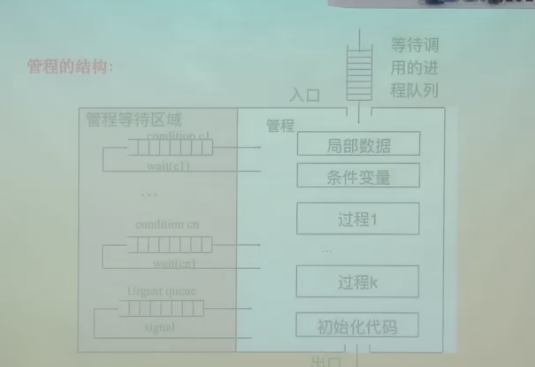 管程的结构：
等待调
用的进
程队列
入口
管程等待区域
condition c1
wait(c1)
...
condition cn
wait(cn)
Urgent queue
signal
管程
局部数据
条件变量
过程1
...
过程k
初始化代码
出口